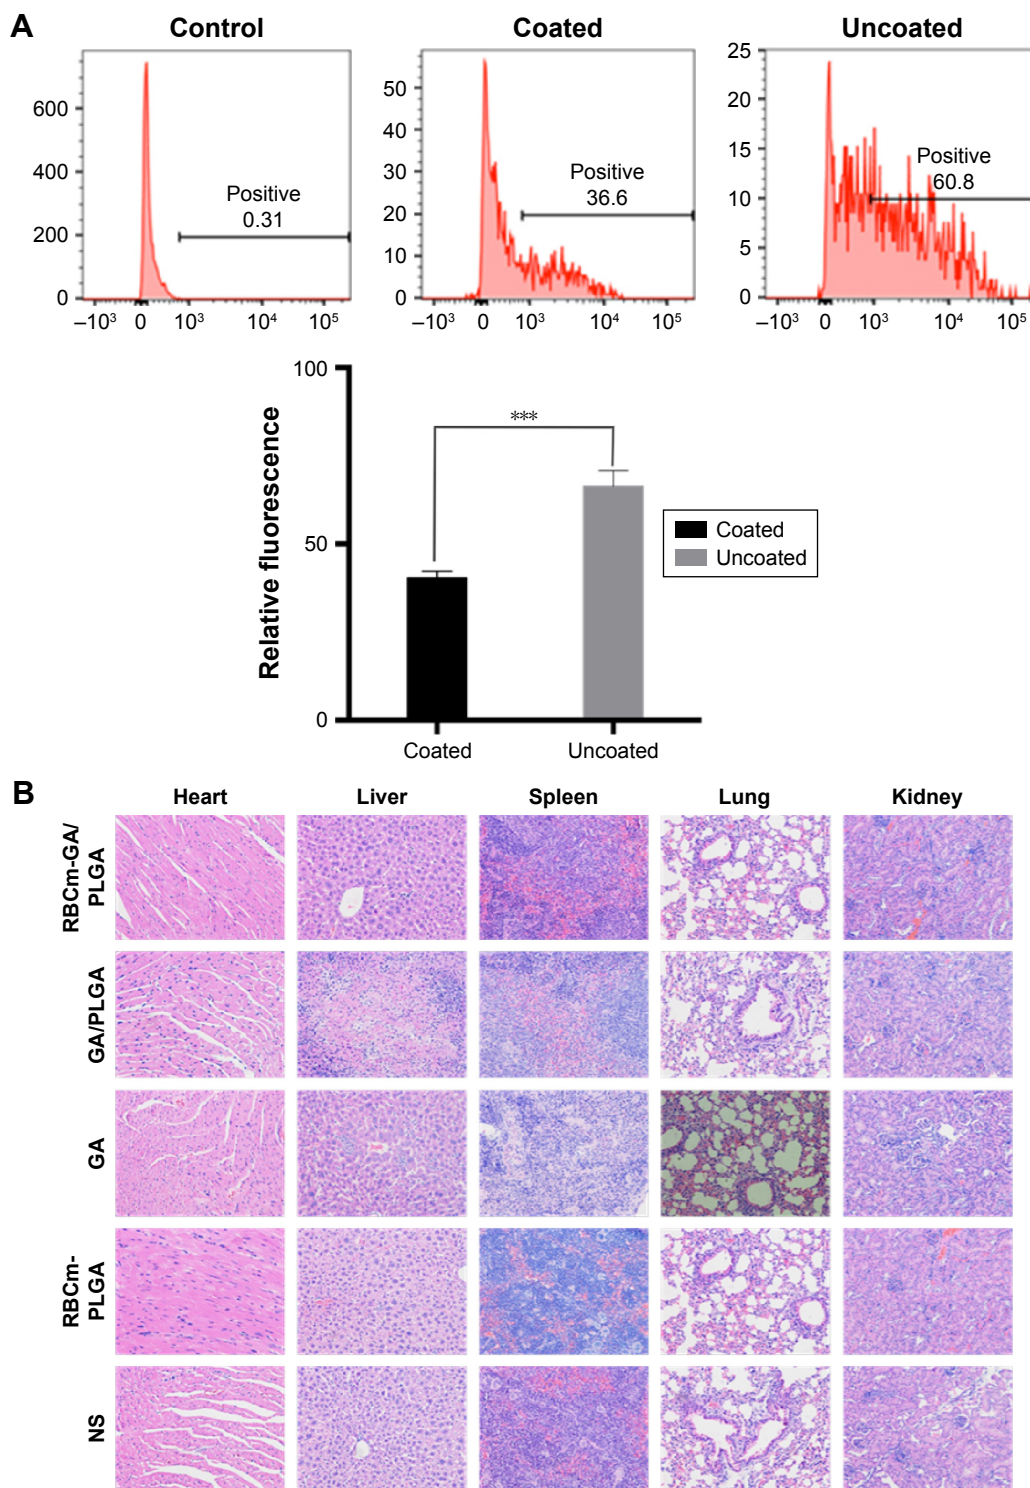 A
Control
Coated
Uncoated
600
400
200
0
Positive
0.31
–10³ 0 10³ 10⁴ 10⁵
50
40
30
20
10
0
Positive
36.6
–10³ 0 10³ 10⁴ 10⁵
25
20
15
10
5
0
Positive
60.8
–10³ 0 10³ 10⁴ 10⁵
Relative fluorescence
100
50
0
***
Coated
Uncoated
Coated
Uncoated
B
Heart
Liver
Spleen
Lung
Kidney
RBCm-GA/
PLGA
GA/PLGA
GA
RBCm-
PLGA
NS